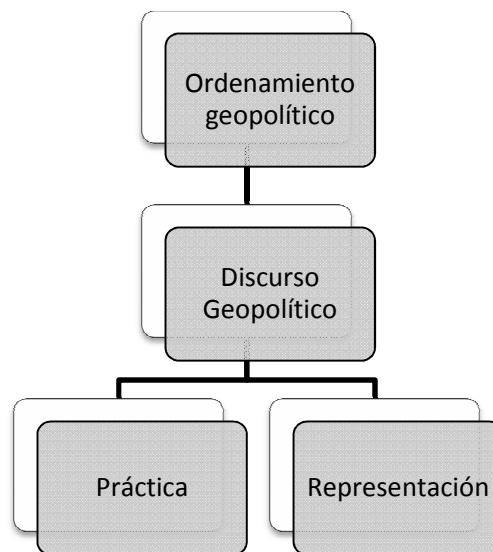 Ordenamiento
geopolítico
Discurso
Geopolítico
Práctica
Representación